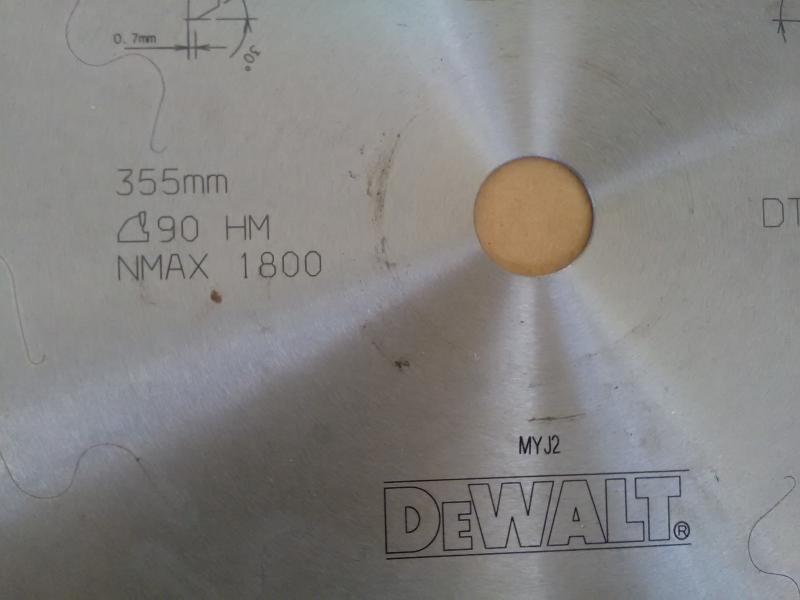 0.7mm
30°
355mm
90 HM
NMAX 1800
DT
MYJ2
DEWALT®